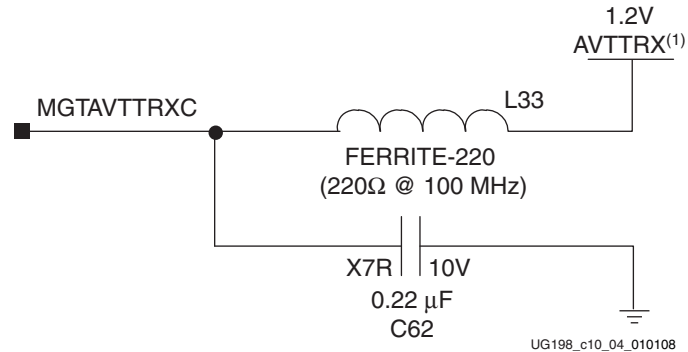 1.2V
AVTTRX(1)
MGTAVTTRXC
L33
FERRITE-220
(220Ω @ 100 MHz)
X7R 10V
0.22 μF
C62
UG198_c10_04_010108